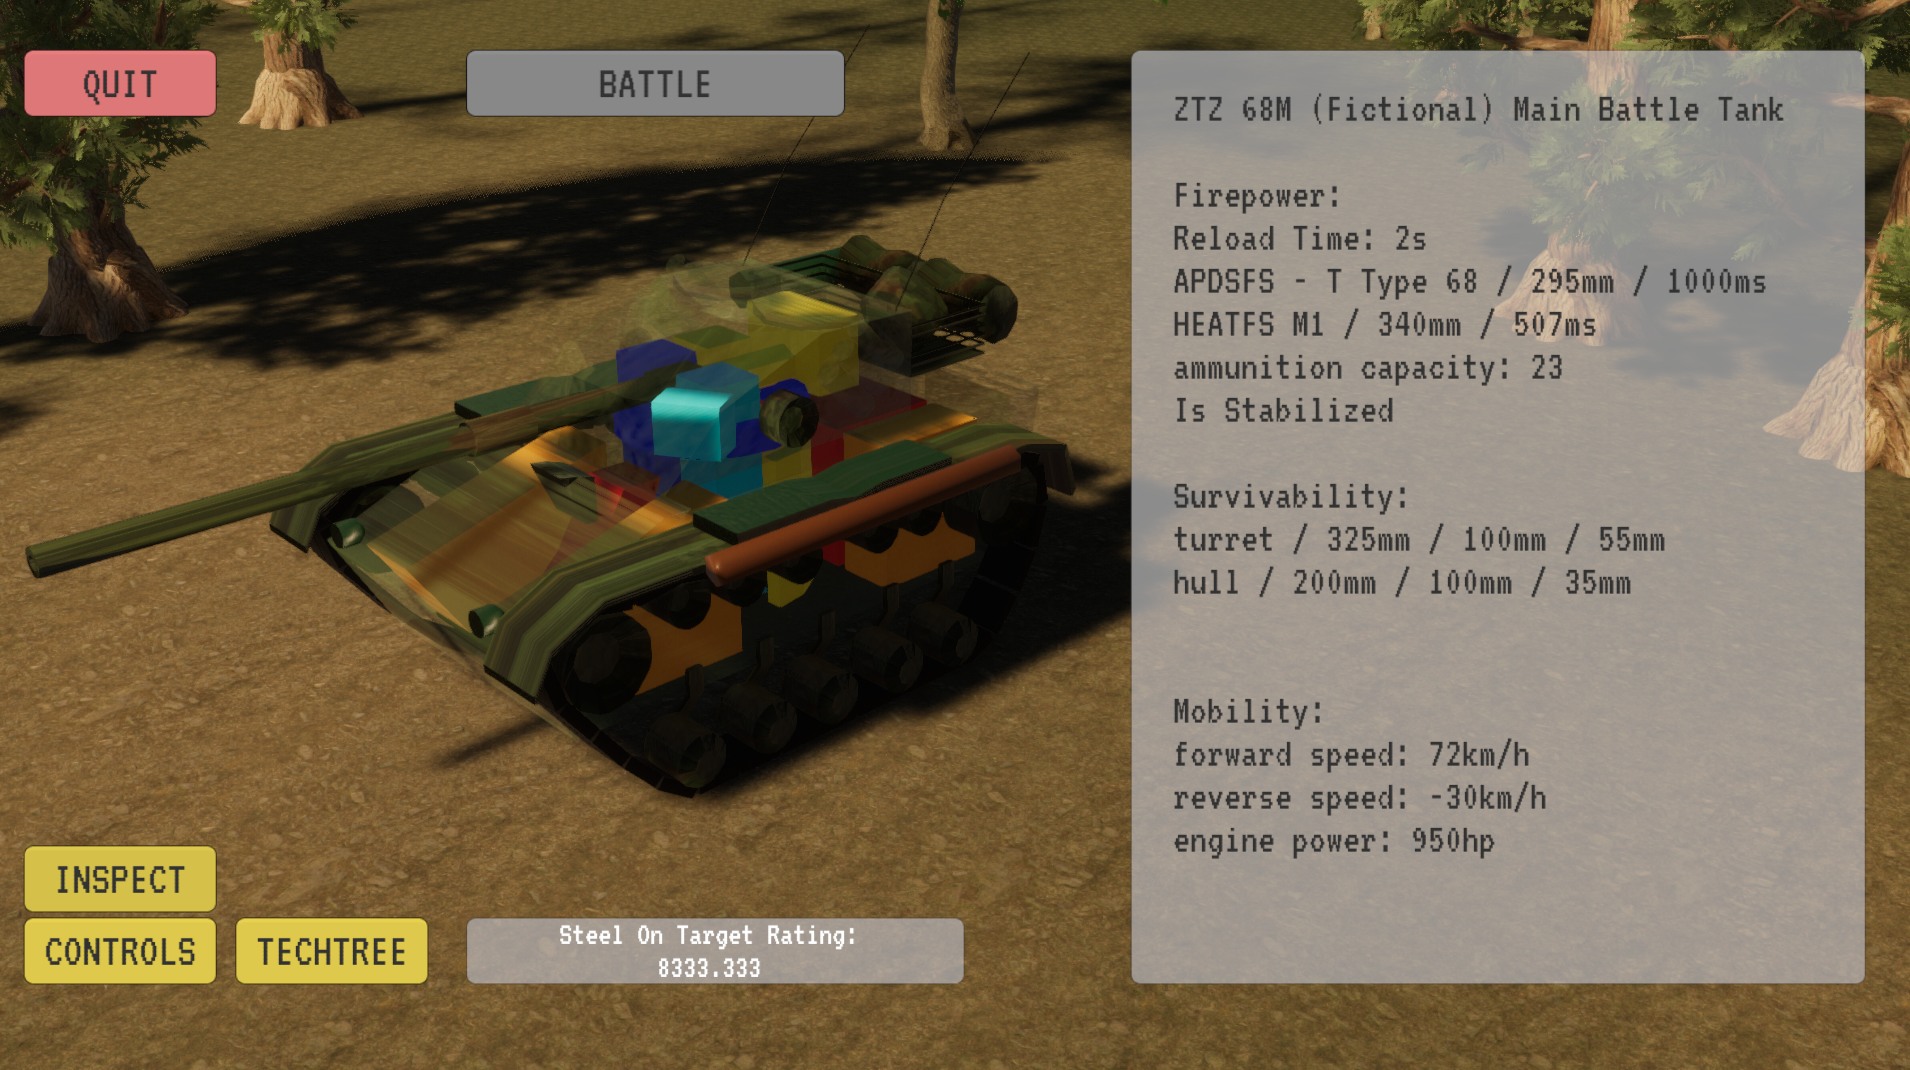 QUIT
BATTLE
ZTZ 68M (Fictional) Main Battle Tank
Firepower:
Reload Time: 2s
APDSFS - T Type 68 / 295mm / 1000ms
HEATFS M1 / 340mm / 507ms
ammunition capacity: 23
Is Stabilized
Survivability:
turret / 325mm / 100mm / 55mm
hull / 200mm / 100mm / 35mm
Mobility:
forward speed: 72km/h
reverse speed: -30km/h
engine power: 950hp
INSPECT
CONTROLS
TECHTREE
Steel On Target Rating:
8333.333